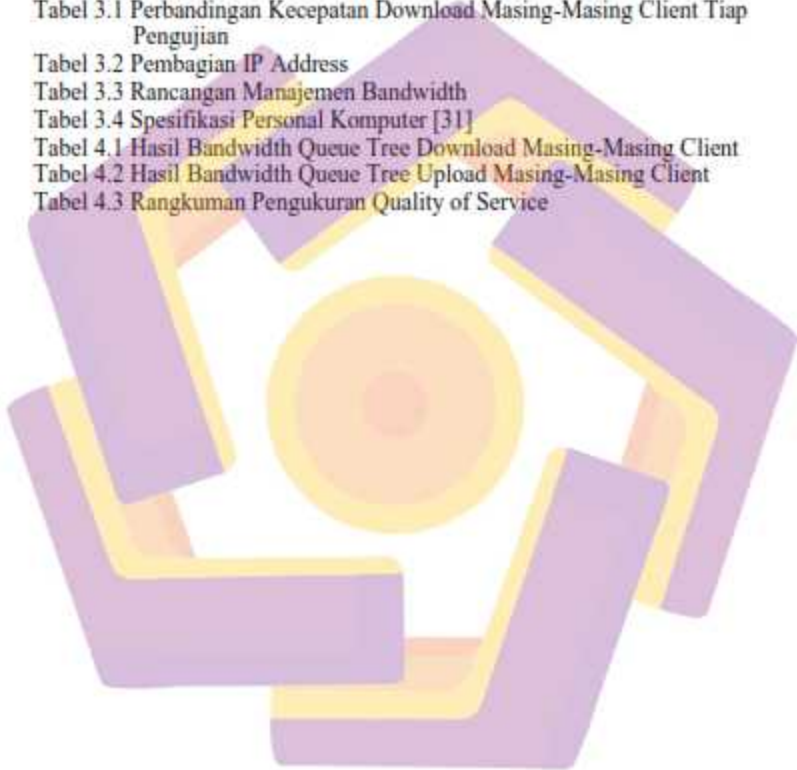 Tabel 3.1 Perbandingan Kecepatan Download Masing-Masing Client Tiap
Pengujian
Tabel 3.2 Pembagian IP Address
Tabel 3.3 Rancangan Manajemen Bandwidth
Tabel 3.4 Spesifikasi Personal Komputer [31]
Tabel 4.1 Hasil Bandwidth Queue Tree Download Masing-Masing Client
Tabel 4.2 Hasil Bandwidth Queue Tree Upload Masing-Masing Client
Tabel 4.3 Rangkuman Pengukuran Quality of Service